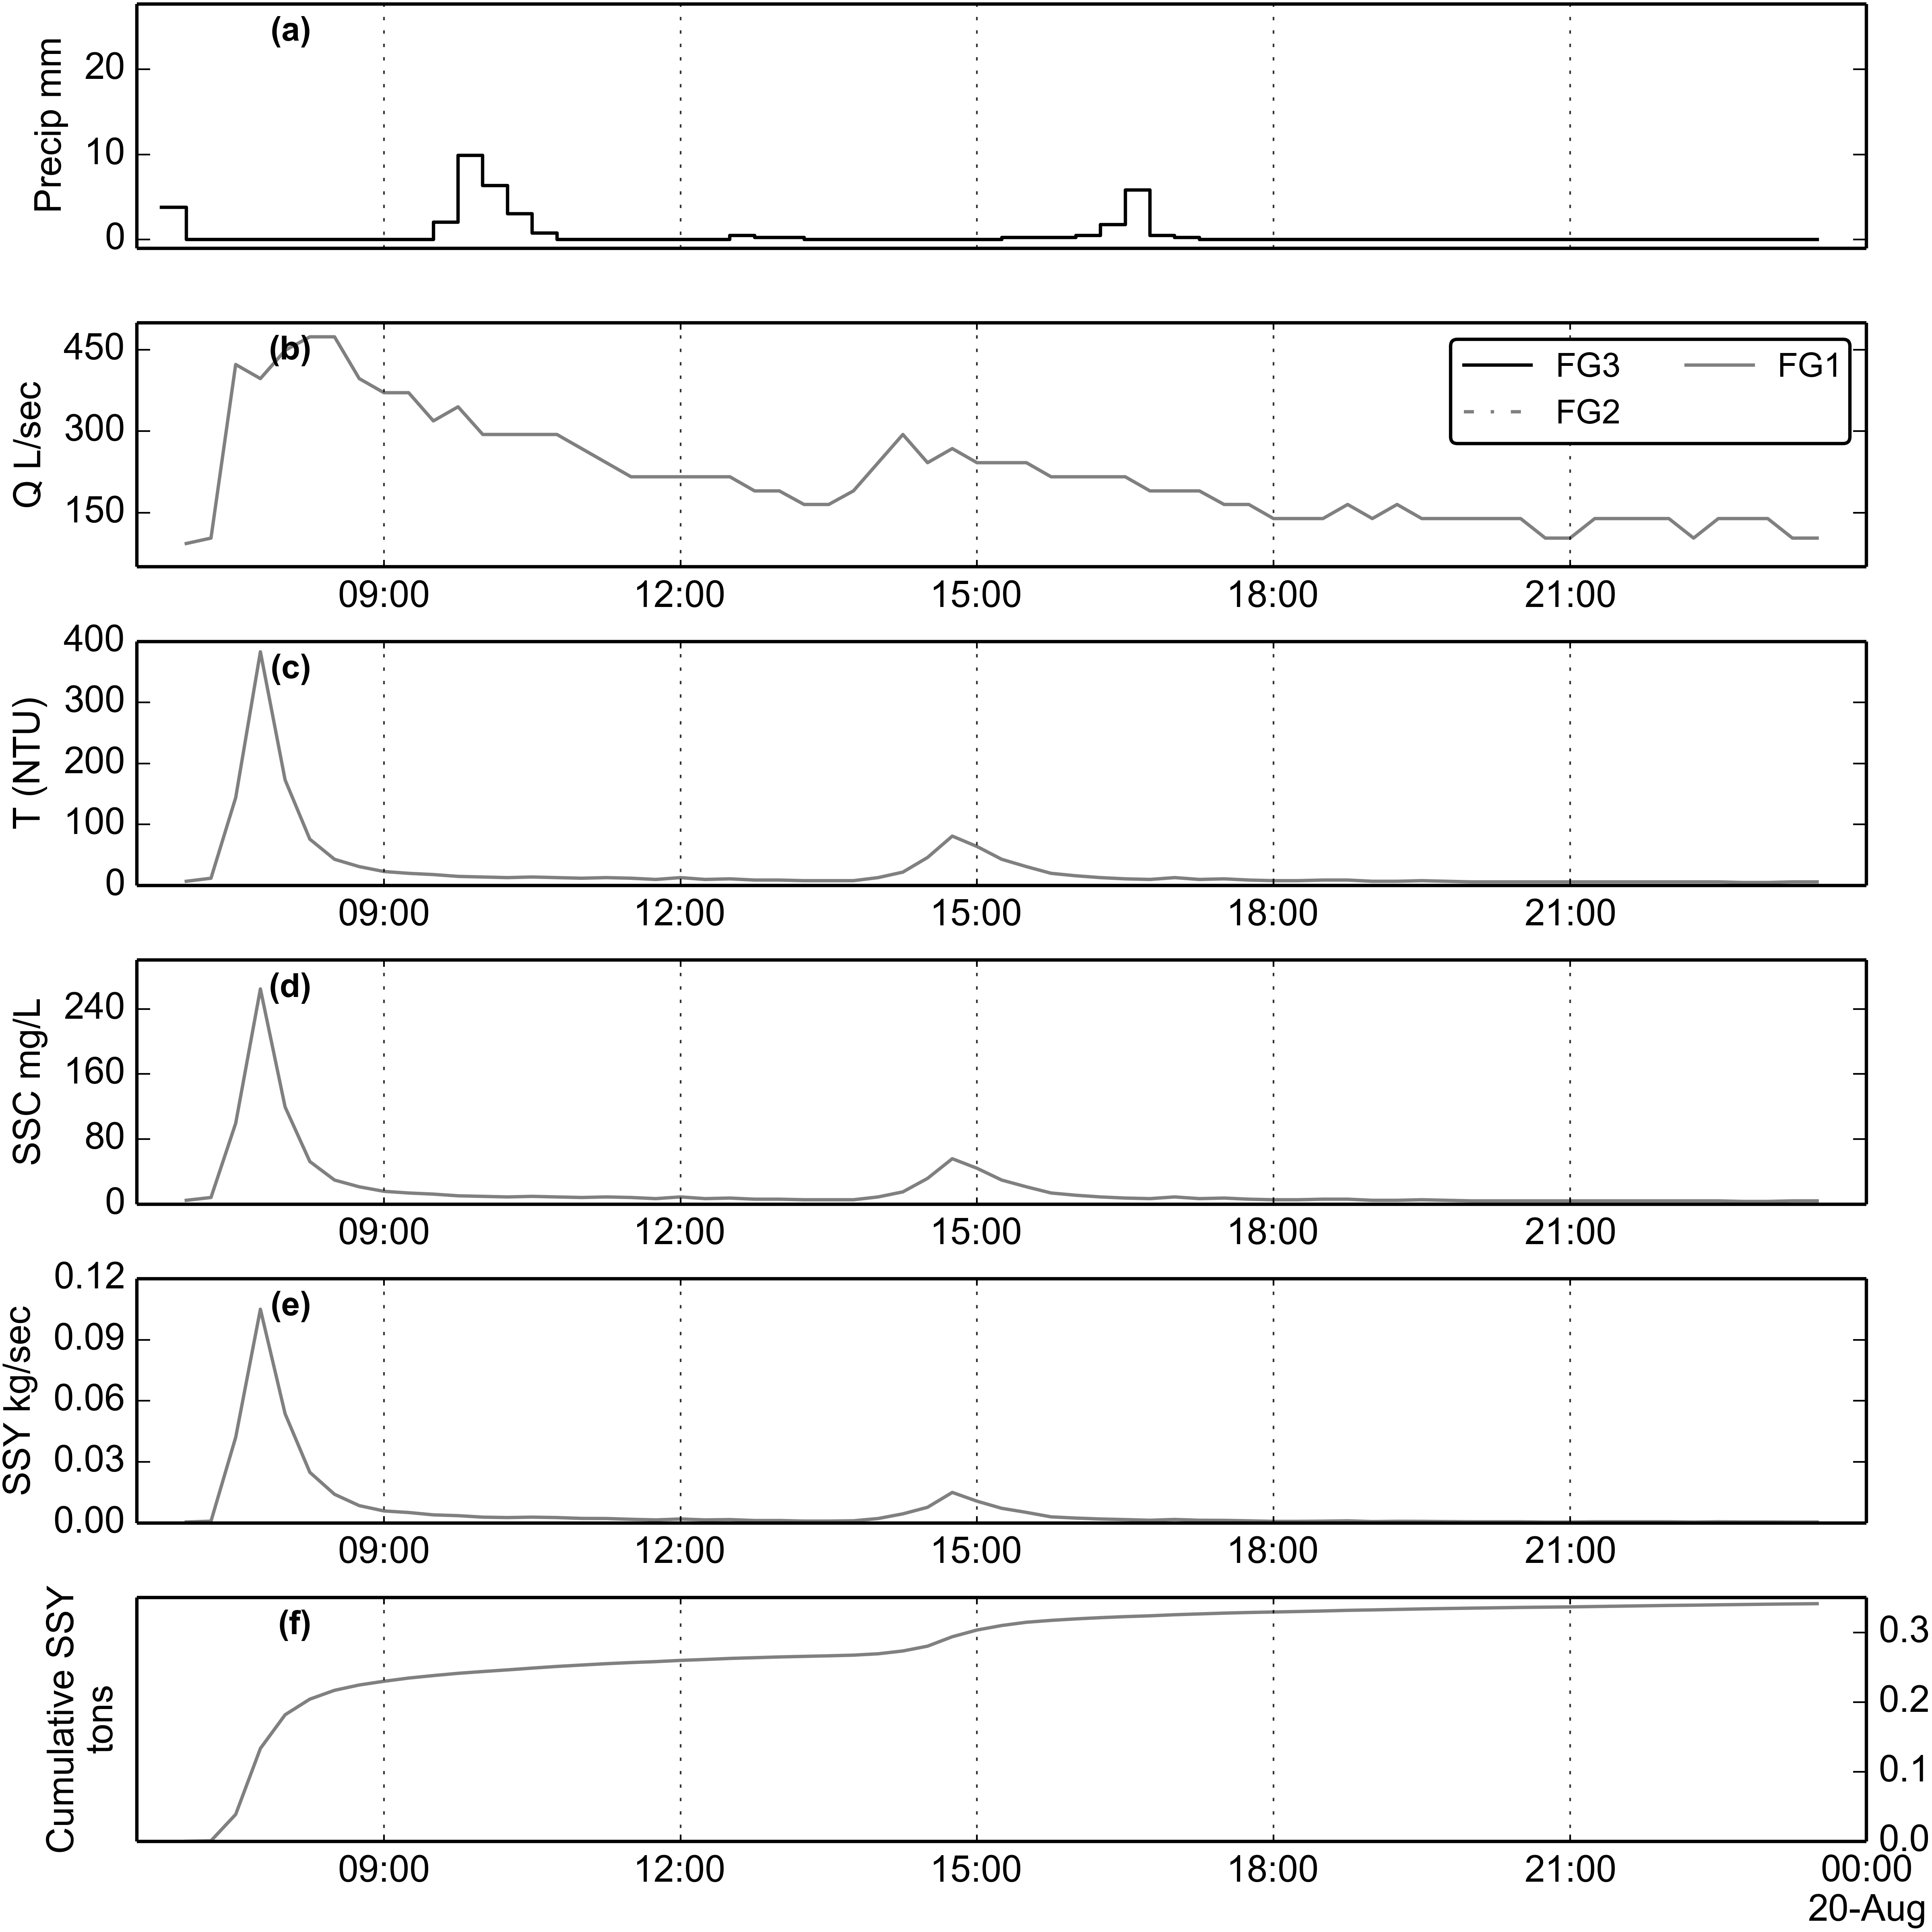 (a)
Precip mm
20
10
0
(b)
Q L/sec
450
300
150
FG3 FG1
FG2
09:00 12:00 15:00 18:00 21:00
(c)
T (NTU)
400
300
200
100
0
09:00 12:00 15:00 18:00 21:00
(d)
SSC mg/L
240
160
80
0
09:00 12:00 15:00 18:00 21:00
(e)
SSY kg/sec
0.12
0.09
0.06
0.03
0.00
09:00 12:00 15:00 18:00 21:00
(f)
Cumulative SSY
tons
0.3
0.2
0.1
0.0
09:00 12:00 15:00 18:00 21:00 00:00
20-Aug